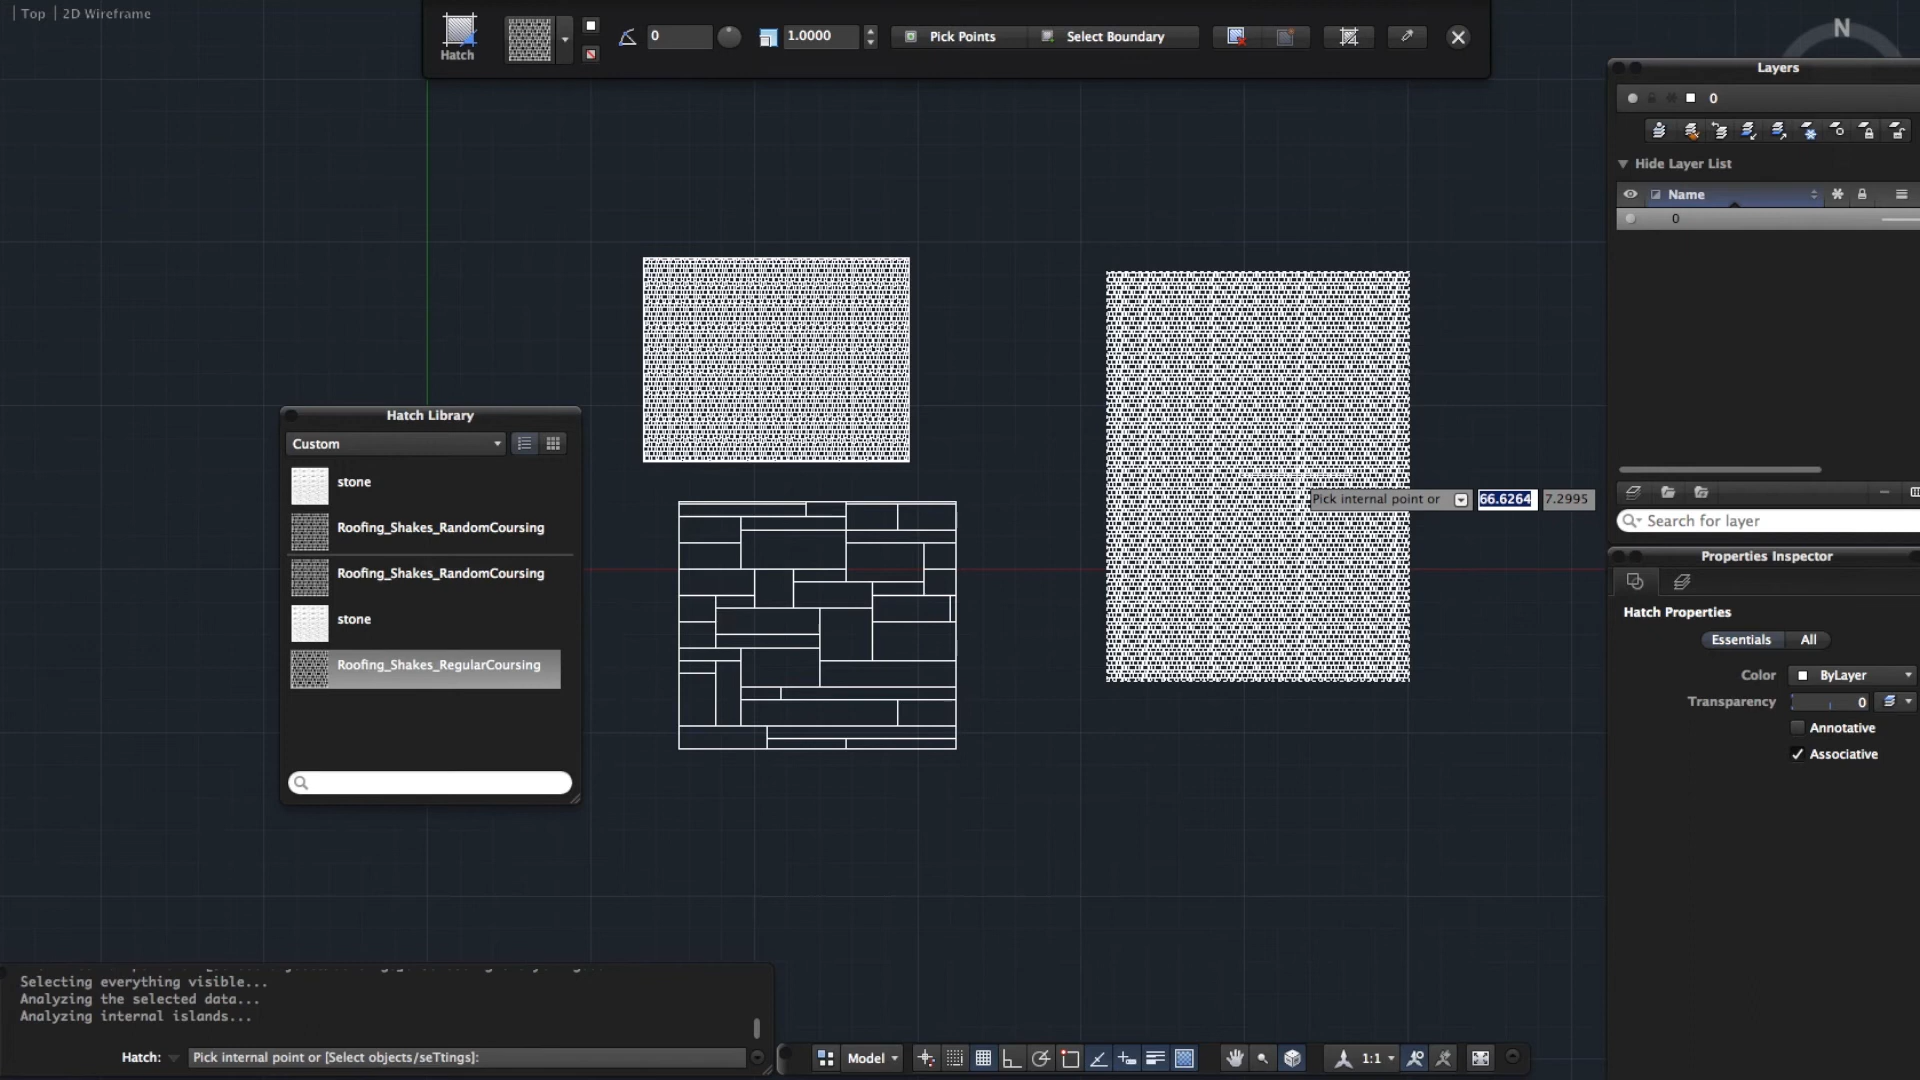 | Top | 2D Wireframe
Hatch
0
1.0000
Pick Points
Select Boundary
N
Layers
0
Hide Layer List
Name
0
Hatch Library
Custom
stone
Roofing_Shakes_RandomCoursing
Roofing_Shakes_RandomCoursing
stone
Roofing_Shakes_RegularCoursing
Pick internal point or
66.6264
7.2995
Search for layer
Properties Inspector
Hatch Properties
Essentials
All
Color
ByLayer
Transparency
0
Annotative
Associative
Selecting everything visible...
Analyzing the selected data...
Analyzing internal islands...
Hatch:
Pick internal point or [Select objects/seTtings]:
Model
1:1